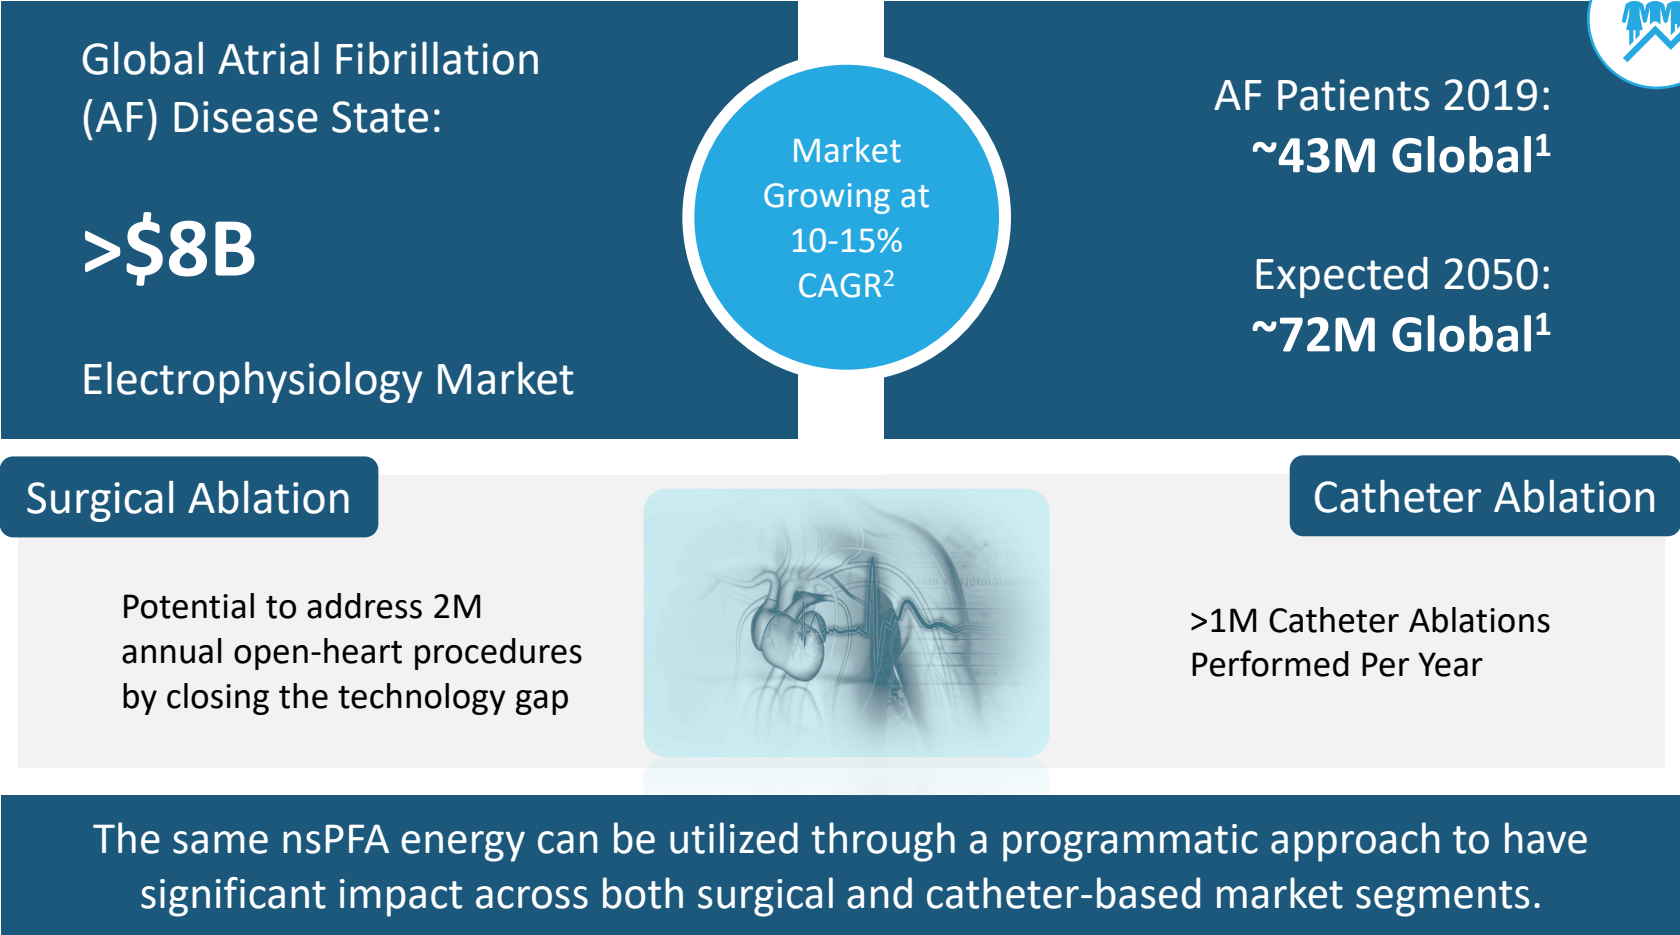 Global Atrial Fibrillation
(AF) Disease State:
>$8B
Electrophysiology Market
Market
Growing at
10-15%
CAGR2
AF Patients 2019:
~43M Global1
Expected 2050:
~72M Global1
Surgical Ablation
Potential to address 2M
annual open-heart procedures
by closing the technology gap
Catheter Ablation
>1M Catheter Ablations
Performed Per Year
The same nsPFA energy can be utilized through a programmatic approach to have
significant impact across both surgical and catheter-based market segments.